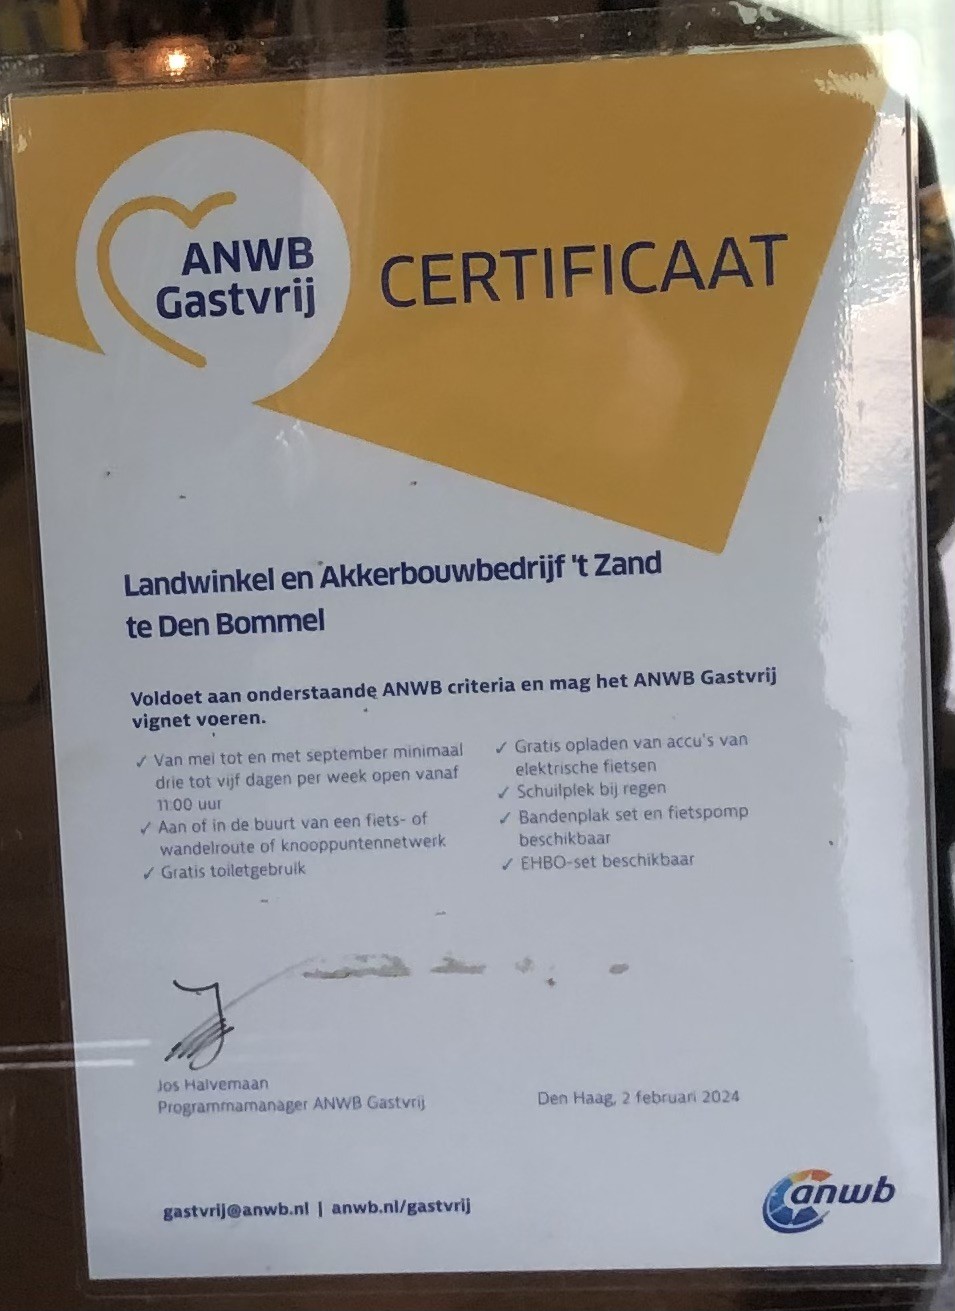 ANWB
Gastvrij
CERTIFICAAT
Landwinkel en Akkerbouwbedrijf 't Zand
te Den Bommel
Voldoet aan onderstaande ANWB criteria en mag het ANWB Gastvrij
vignet voeren.
✓ Van mei tot en met september minimaal
drie tot vijf dagen per week open vanaf
11:00 uur
✓ Aan of in de buurt van een fiets- of
wandelroute of knooppuntennetwerk
✓ Gratis toiletgebruik
✓ Gratis opladen van accu's van
elektrische fietsen
✓ Schuilplek bij regen
✓ Bandenplak set en fietspomp
beschikbaar
✓ EHBO-set beschikbaar
Jos Halvemaan
Programmamanager ANWB Gastvrij
Den Haag, 2 februari 2024
gastvrij@anwb.nl | anwb.nl/gastvrij
anwb